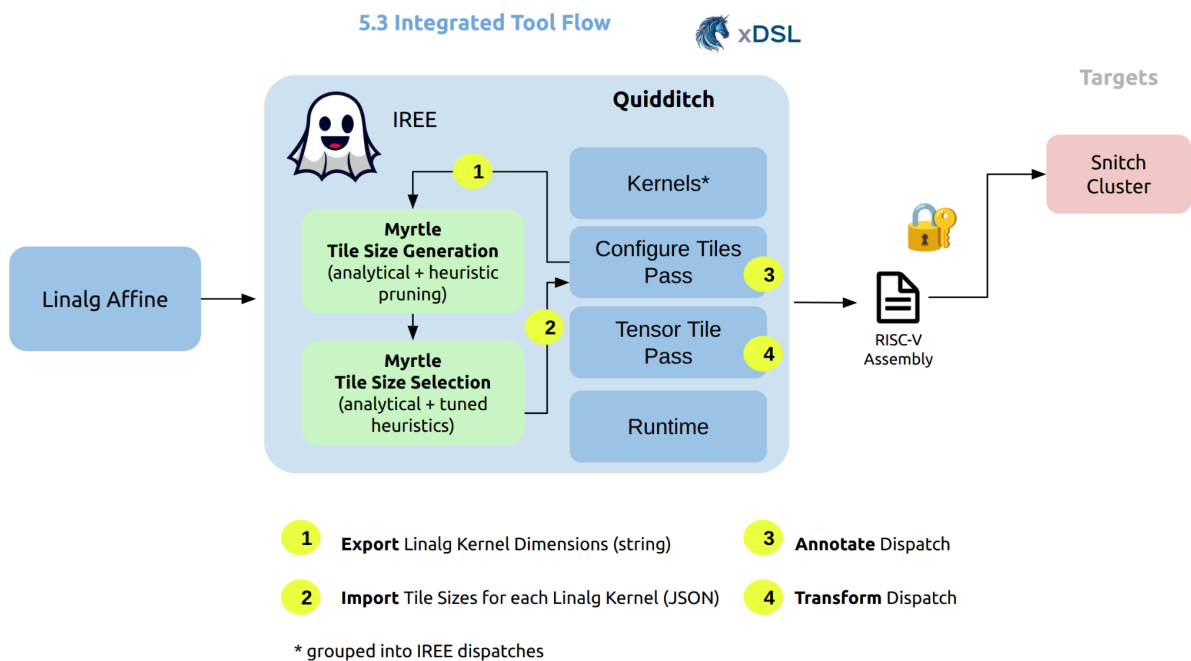 5.3 Integrated Tool Flow
xDSL
Targets
Quidditch
IREE
1
Kernels*
Snitch
Cluster
Myrtle
Tile Size Generation
(analytical + heuristic
pruning)
Configure Tiles
Pass
3
Linalg Affine
2
Tensor Tile
Pass
4
RISC-V
Assembly
Myrtle
Tile Size Selection
(analytical + tuned
heuristics)
Runtime
1 Export Linalg Kernel Dimensions (string)
3 Annotate Dispatch
2 Import Tile Sizes for each Linalg Kernel (JSON)
4 Transform Dispatch
* grouped into IREE dispatches